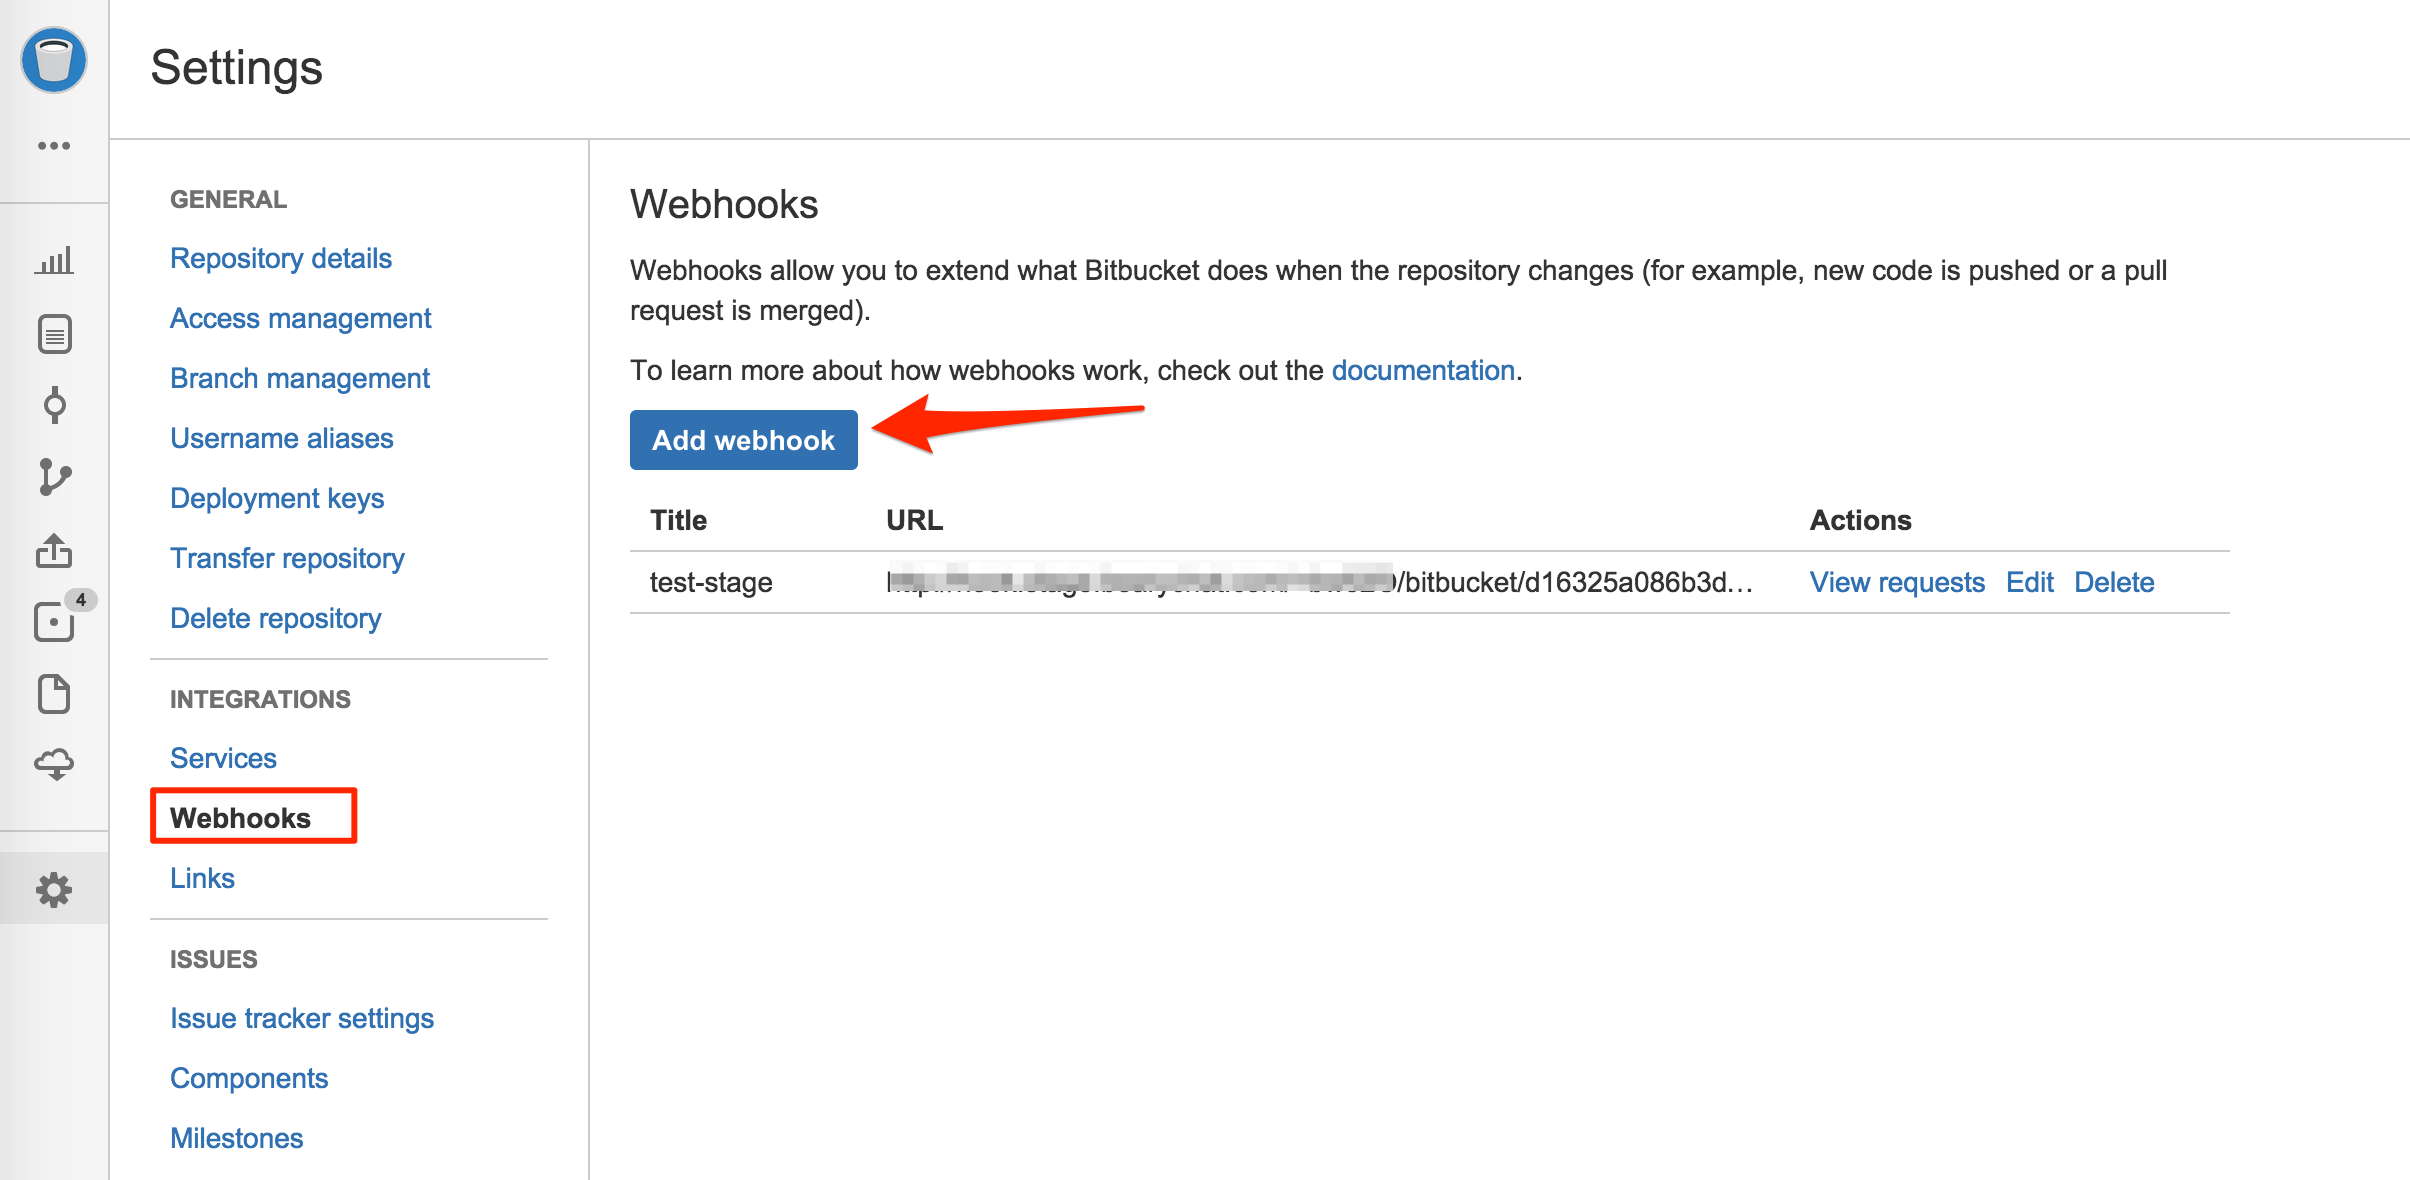 Settings
4
GENERAL
Repository details
Access management
Branch management
Username aliases
Deployment keys
Transfer repository
Delete repository
INTEGRATIONS
Services
Webhooks
Links
ISSUES
Issue tracker settings
Components
Milestones
Webhooks
Webhooks allow you to extend what Bitbucket does when the repository changes (for example, new code is pushed or a pull
request is merged).
To learn more about how webhooks work, check out the documentation.
Add webhook
Title URL Actions
test-stage /bitbucket/d16325a086b3d... View requests Edit Delete